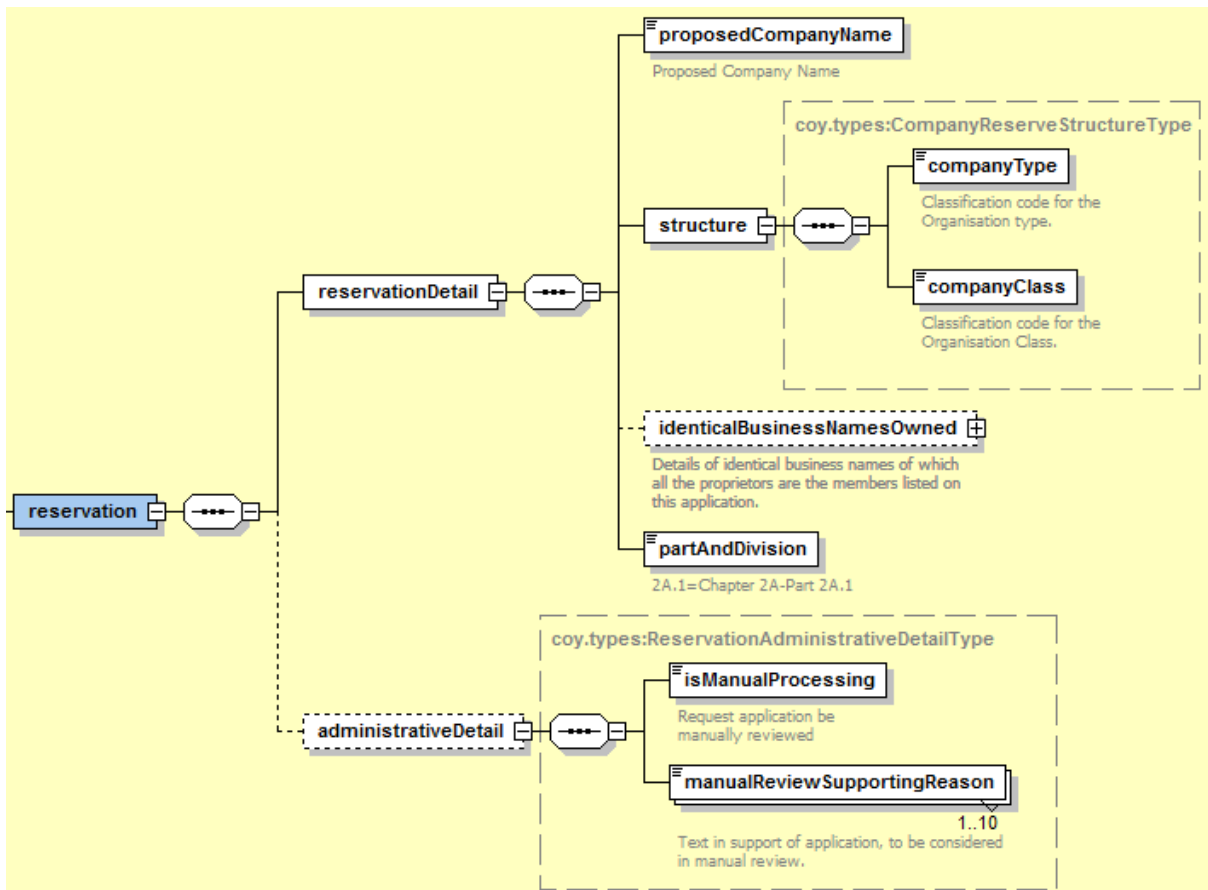 proposedCompanyName
Proposed Company Name
coy.types:CompanyReserveStructureType
companyType
Classification code for the
Organisation type.
structure
companyClass
Classification code for the
Organisation Class.
reservationDetail
identicalBusinessNamesOwned
Details of identical business names of which
all the proprietors are the members listed on
this application.
reservation
partAndDivision
2A.1=Chapter 2A-Part 2A.1
coy.types:ReservationAdministrativeDetailType
isManualProcessing
Request application be
manually reviewed
administrativeDetail
manualReviewSupportingReason
1..10
Text in support of application, to be considered
in manual review.